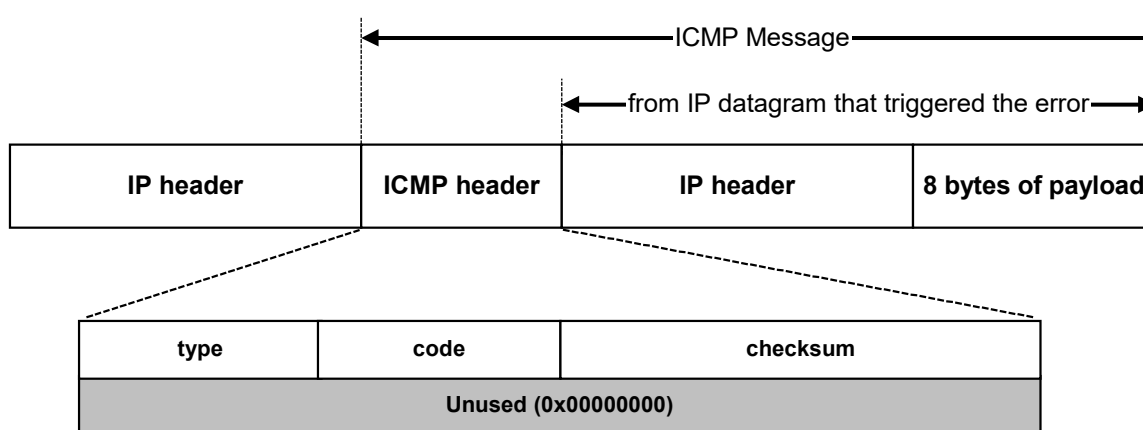 ICMP Message
from IP datagram that triggered the error
IP header ICMP header IP header 8 bytes of payload
type code checksum
Unused (0x00000000)